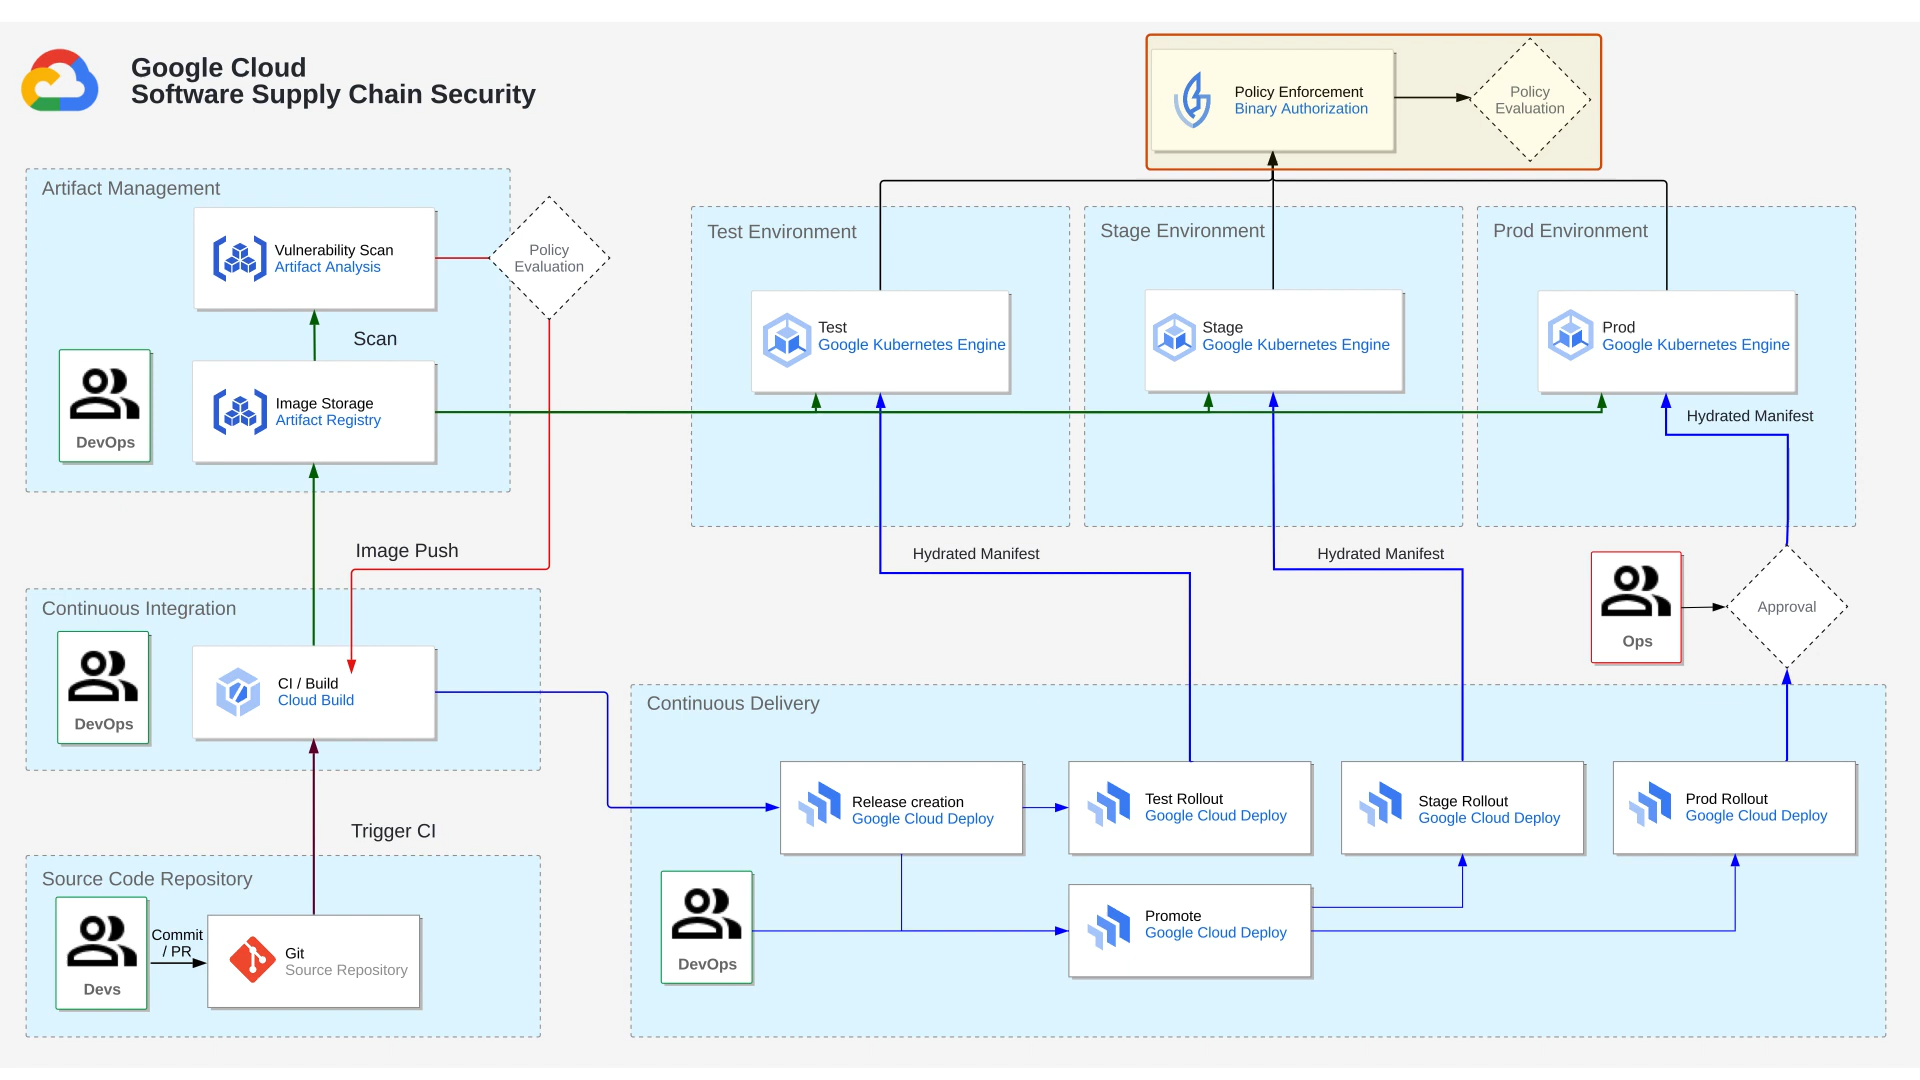 Google Cloud
Software Supply Chain Security
Policy Enforcement
Binary Authorization
Policy
Evaluation
Artifact Management
Vulnerability Scan
Artifact Analysis
Policy
Evaluation
Scan
DevOps
Image Storage
Artifact Registry
Test Environment
Test
Google Kubernetes Engine
Stage Environment
Stage
Google Kubernetes Engine
Prod Environment
Prod
Google Kubernetes Engine
Hydrated Manifest
Hydrated Manifest
Hydrated Manifest
Image Push
Continuous Integration
DevOps
CI / Build
Cloud Build
Ops
Approval
Trigger CI
Source Code Repository
Devs
Commit
/ PR
Git
Source Repository
Continuous Delivery
Release creation
Google Cloud Deploy
Test Rollout
Google Cloud Deploy
Stage Rollout
Google Cloud Deploy
Prod Rollout
Google Cloud Deploy
DevOps
Promote
Google Cloud Deploy